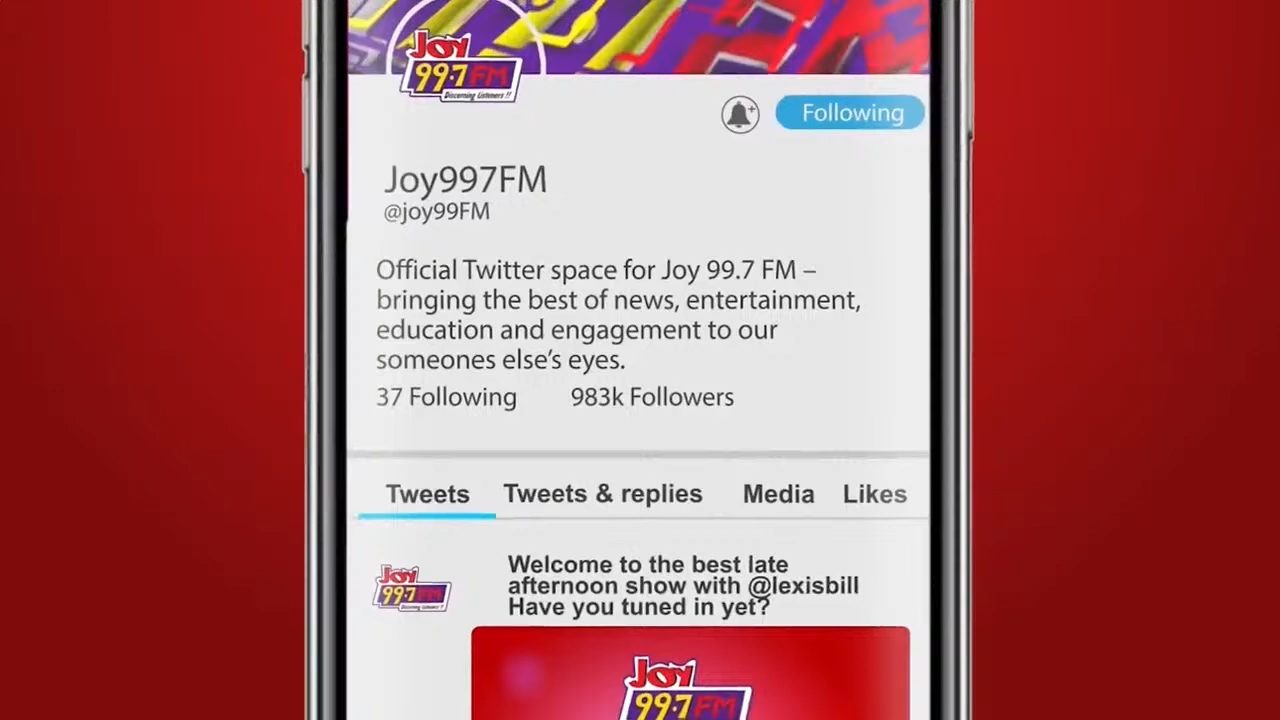 JOY
99.7 FM
Discerning Listeners !!
Following
Joy997FM
@joy99FM
Official Twitter space for Joy 99.7 FM –
bringing the best of news, entertainment,
education and engagement to our
someones else’s eyes.
37 Following 983k Followers
Tweets Tweets & replies Media Likes
JOY
99.7 FM
Discerning Listeners !!
Welcome to the best late
afternoon show with @lexisbill
Have you tuned in yet?
JOY
99.7 FM